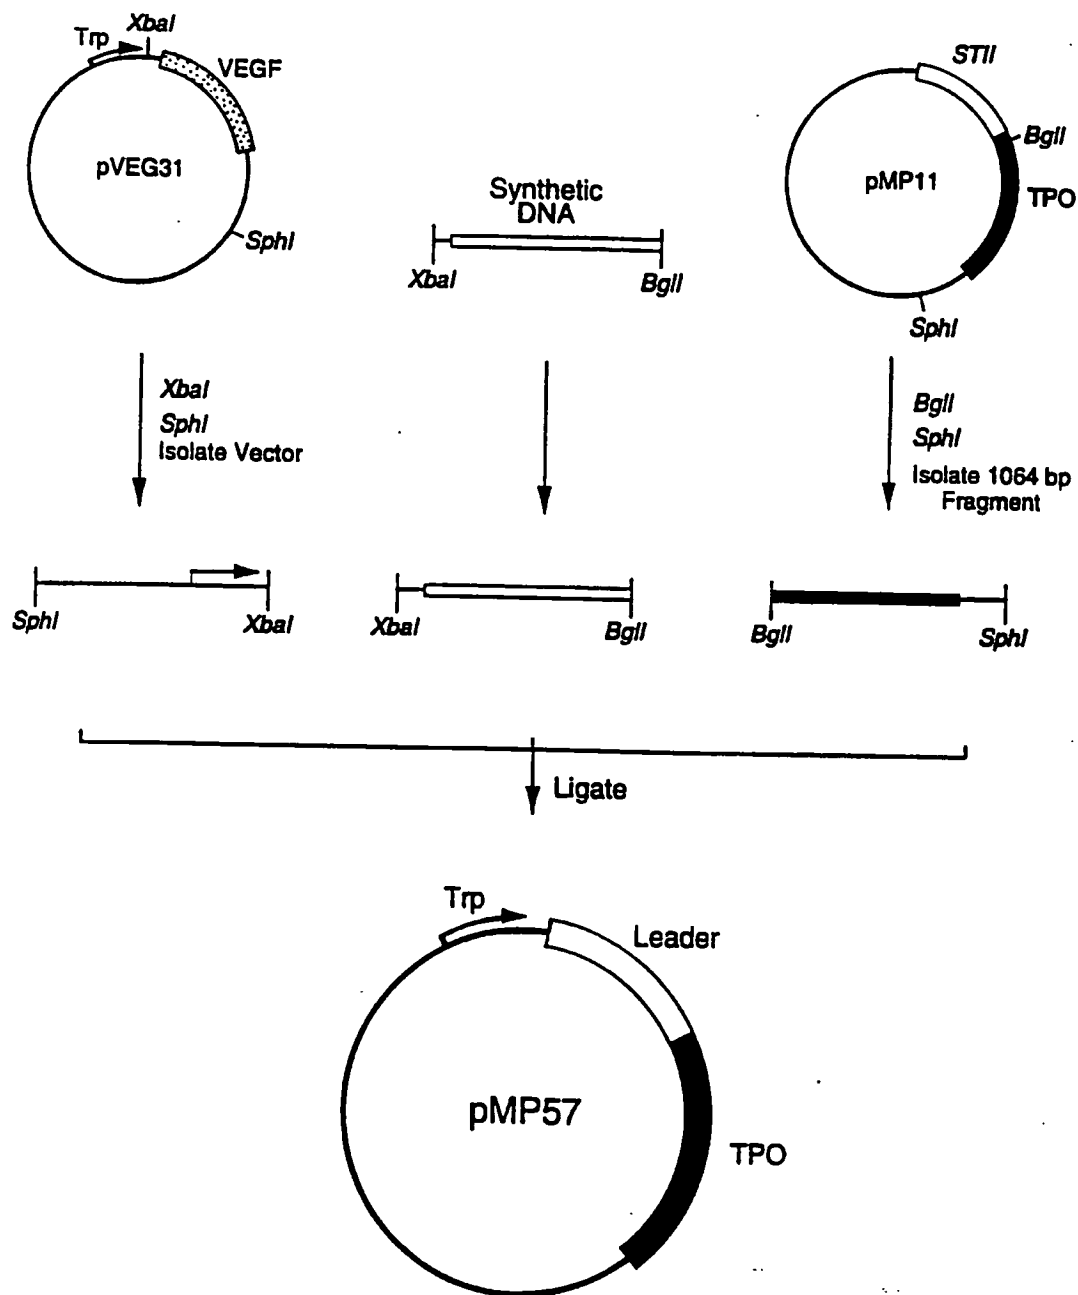 XbaI
Trp
VEGF
pVEG31
SphI
Synthetic
DNA
XbaI
BglI
STII
BglI
pMP11
TPO
SphI
XbaI
SphI
Isolate Vector
BglI
SphI
Isolate 1064 bp
Fragment
SphI
XbaI
XbaI
BglI
BglI
SphI
Ligate
Trp
Leader
pMP57
TPO